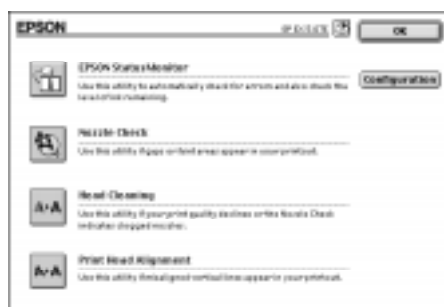 EPSON
OK
EPSON StatusMonitor
Use this utility to automatically check for errors and also check the
level of ink remaining.
Configuration
Nozzle Check
Use this utility if gaps or faint areas appear in your printout.
Head Cleaning
Use this utility if your print quality declines or the Nozzle Check
indicates clogged nozzles.
Print Head Alignment
Use this utility if misaligned vertical lines appear in your printout.